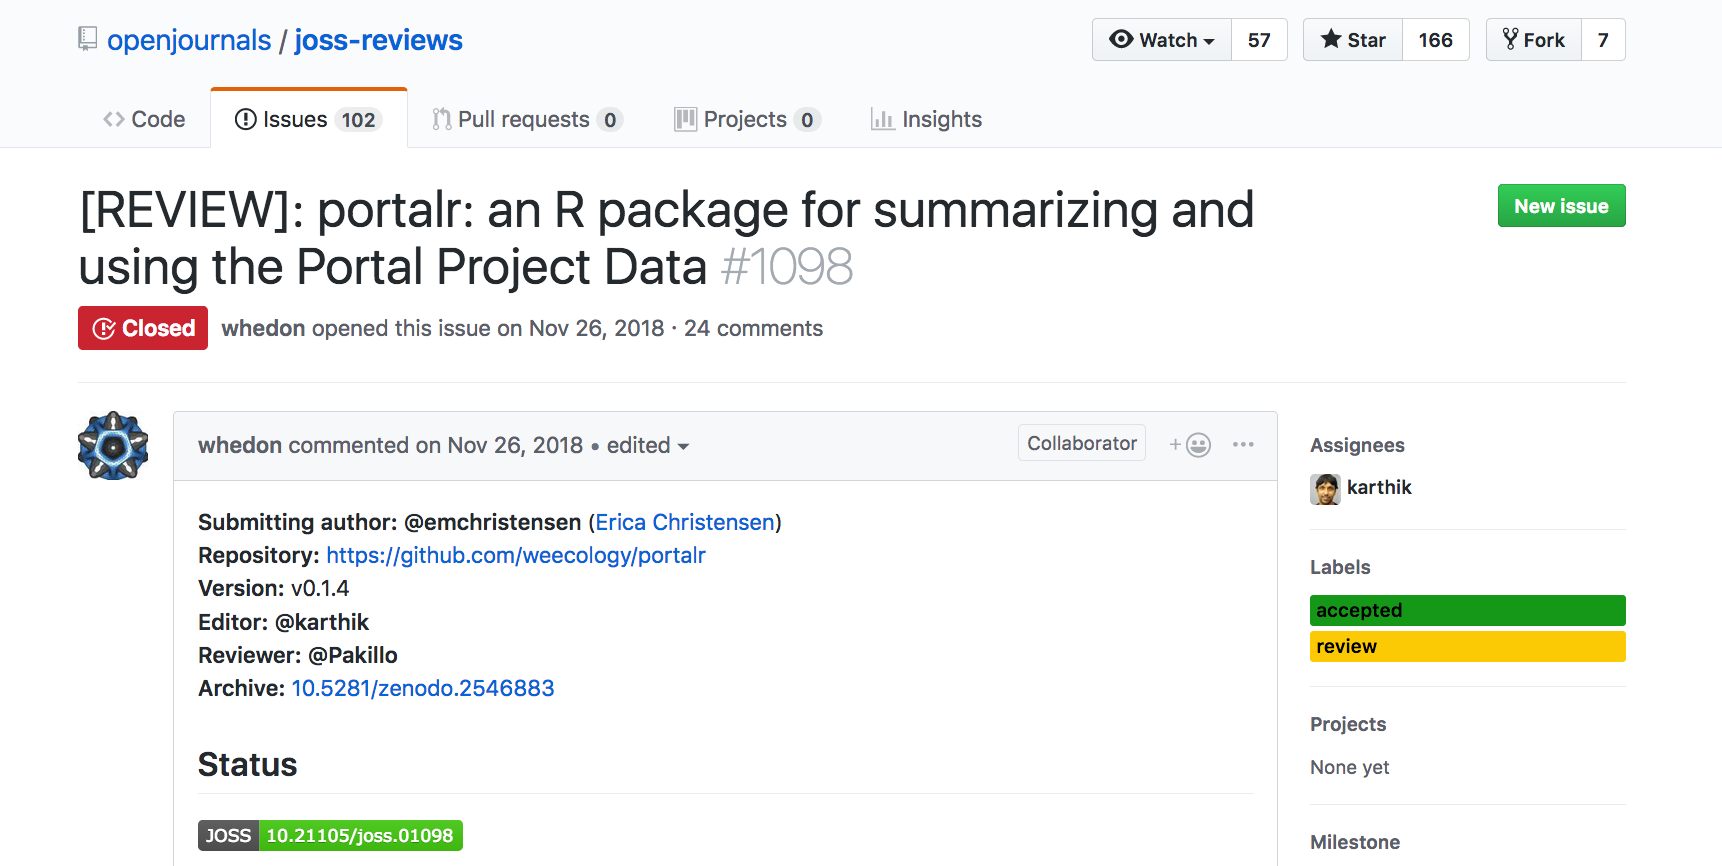 openjournals / joss-reviews
Watch 57 Star 166 Fork 7
Code Issues 102 Pull requests 0 Projects 0 Insights
[REVIEW]: portalr: an R package for summarizing and
using the Portal Project Data #1098
New issue
Closed whedon opened this issue on Nov 26, 2018 · 24 comments
whedon commented on Nov 26, 2018 • edited
Collaborator
Submitting author: @emchristensen (Erica Christensen)
Repository: https://github.com/weecology/portalr
Version: v0.1.4
Editor: @karthik
Reviewer: @Pakillo
Archive: 10.5281/zenodo.2546883
Status
JOSS 10.21105/joss.01098
Assignees
karthik
Labels
accepted
review
Projects
None yet
Milestone